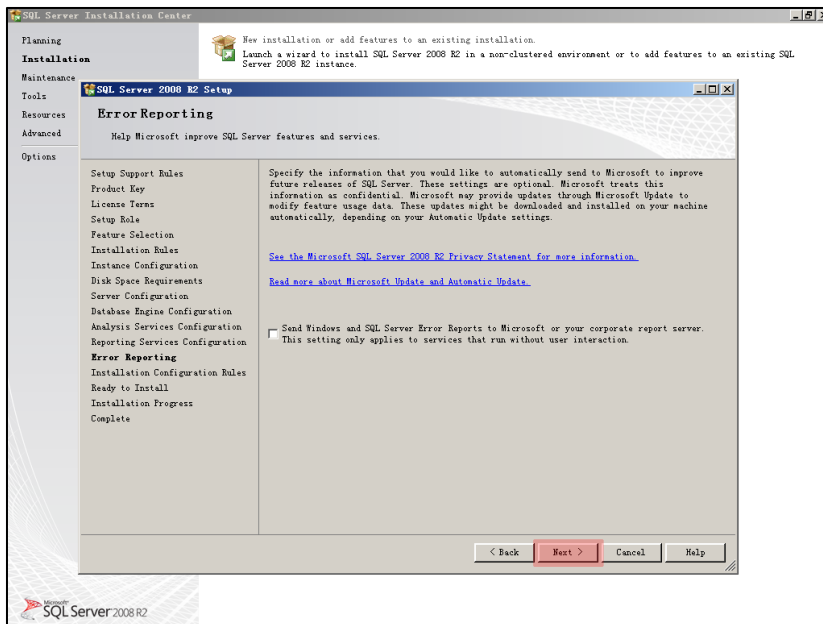 SQL Server Installation Center
Planning
Installation
Maintenance
Tools
Resources
Advanced
Options
New installation or add features to an existing installation.
Launch a wizard to install SQL Server 2008 R2 in a non-clustered environment or to add features to an existing SQL
Server 2008 R2 instance.
SQL Server 2008 R2 Setup
Error Reporting
Help Microsoft improve SQL Server features and services.
Setup Support Rules
Product Key
License Terms
Setup Role
Feature Selection
Installation Rules
Instance Configuration
Disk Space Requirements
Server Configuration
Database Engine Configuration
Analysis Services Configuration
Reporting Services Configuration
Error Reporting
Installation Configuration Rules
Ready to Install
Installation Progress
Complete
Specify the information that you would like to automatically send to Microsoft to improve
future releases of SQL Server. These settings are optional. Microsoft treats this
information as confidential. Microsoft may provide updates through Microsoft Update to
modify feature usage data. These updates might be downloaded and installed on your machine
automatically, depending on your Automatic Update settings.
See the Microsoft SQL Server 2008 R2 Privacy Statement for more information.
Read more about Microsoft Update and Automatic Update.
Send Windows and SQL Server Error Reports to Microsoft or your corporate report server.
This setting only applies to services that run without user interaction.
< Back
Next >
Cancel
Help
Microsoft
SQL Server 2008 R2